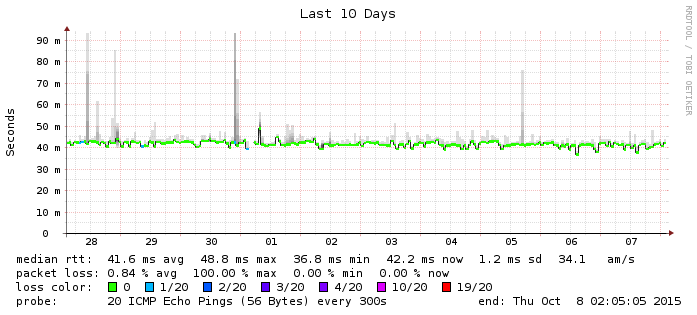 Last 10 Days
RRDTOOL / TOBI OETIKER
Seconds
90 m
80 m
70 m
60 m
50 m
40 m
30 m
20 m
10 m
0
28 29 30 01 02 03 04 05 06 07
median rtt: 41.6 ms avg 48.8 ms max 36.8 ms min 42.2 ms now 1.2 ms sd 34.1 am/s
packet loss: 0.84 % avg 100.00 % max 0.00 % min 0.00 % now
loss color: 0 1/20 2/20 3/20 4/20 10/20 19/20
probe: 20 ICMP Echo Pings (56 Bytes) every 300s end: Thu Oct 8 02:05:05 2015